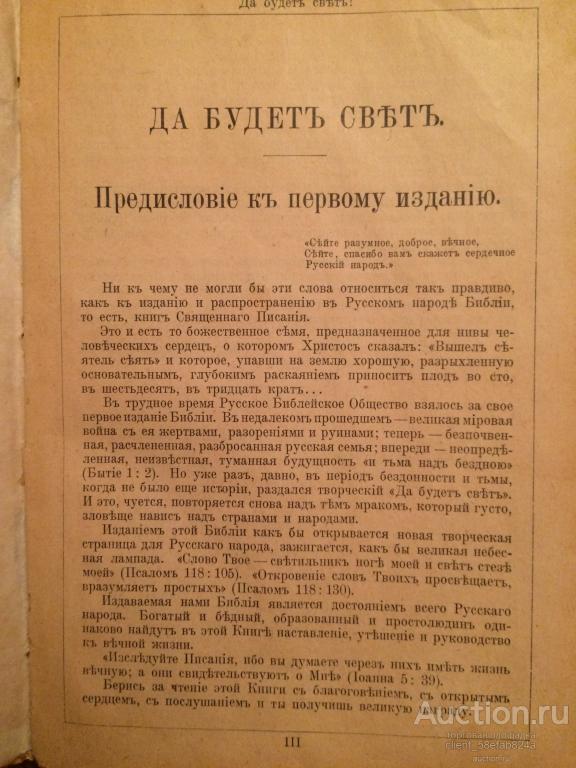 Да будетъ свѣтъ!
ДА БУДЕТЪ СВѢТЪ.
Предисловіе къ первому изданію.
«Сѣйте разумное, доброе, вѣчное,
Сѣйте, спасибо вамъ скажетъ сердечное
Русскій народъ.»
Ни къ чему не могли бы эти слова относиться такъ правдиво,
какъ къ изданію и распространенію въ Русскомъ народѣ Библіи,
то есть, книгъ Священнаго Писанія.
Это и есть то божественное сѣмя, предназначенное для нивы че-
ловѣческихъ сердецъ, о которомъ Христосъ сказалъ: «Вышелъ сѣ-
ятель сѣять» и которое, упавши на землю хорошую, разрыхленную
основательнымъ, глубокимъ раскаяніемъ приноситъ плодъ во сто,
въ шестьдесятъ, въ тридцать кратъ...
Въ трудное время Русское Библейское Общество взялось за свое
первое изданіе Библіи. Въ недалекомъ прошедшемъ — великая міровая
война съ ея жертвами, разореніями и руинами; теперь — безпочвен-
ная, расчлененная, разбросанная русская семья; впереди — неопредѣ-
ленная, неизвѣстная, туманная будущность «и тьма надъ бездною»
(Бытіе 1 : 2). Но уже разъ, давно, въ періодъ бездонности и тьмы,
когда не было еще исторіи, раздался творческій «Да будетъ свѣтъ».
И это, чуется, повторяется снова надъ тѣмъ мракомъ, который густо,
зловѣще нависъ надъ странами и народами.
Изданіемъ этой Библіи какъ бы открывается новая творческая
страница для Русскаго народа, зажигается, какъ бы великая небес-
ная лампада. «Слово Твое — свѣтильникъ ногѣ моей и свѣтъ стезѣ
моей» (Псаломъ 118 : 105). «Откровеніе словъ Твоихъ просвѣщаетъ,
вразумляетъ простыхъ» (Псаломъ 118 : 130).
Издаваемая нами Библія является достояніемъ всего Русскаго
народа. Богатый и бѣдный, образованный и простолюдинъ оди-
наково найдутъ въ этой Книгѣ наставленіе, утѣшеніе и руководство
къ вѣчной жизни.
«Изслѣдуйте Писанія, ибо вы думаете черезъ нихъ имѣть жизнь
вѣчную; а они свидѣтельствуютъ о Мнѣ» (Іоанна 5 : 39).
Берись за чтеніе этой Книги съ благоговѣніемъ, съ открытымъ
сердцемъ, съ послушаніемъ и ты получишь великую награду.
III
Auction.ru
торговая площадка
client_58efab824a
auction.ru